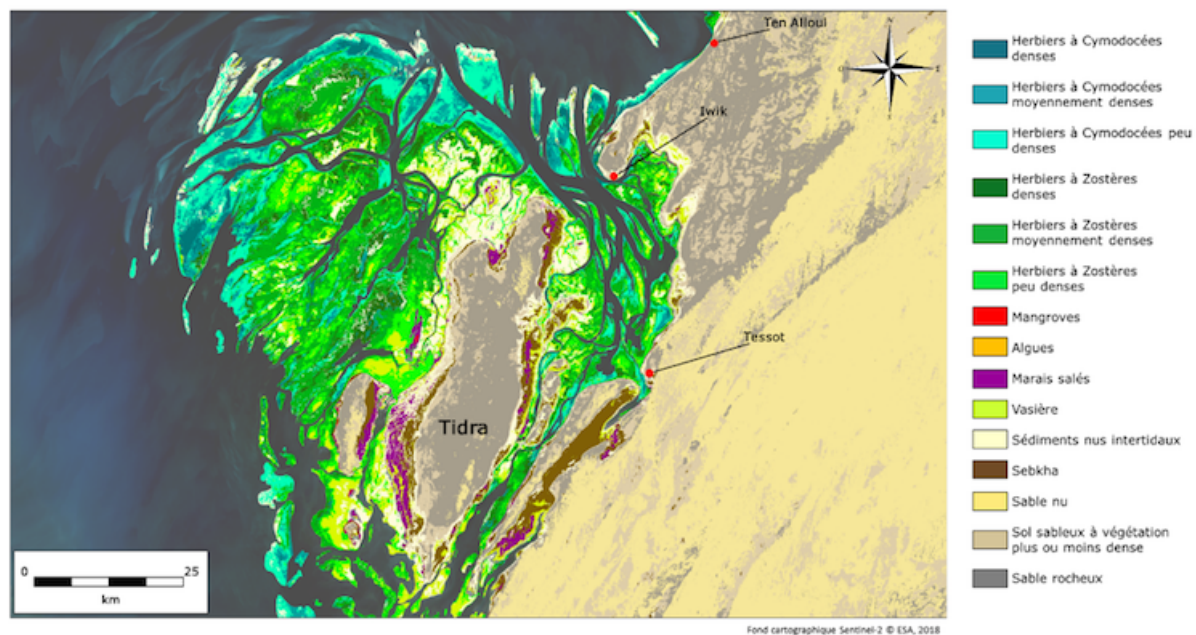 Ten Alloul
N
O
E
Iwik
Tessot
Tidra
0
25
km
Herbiers à Cymodocées
denses
Herbiers à Cymodocées
moyennement denses
Herbiers à Cymodocées peu
denses
Herbiers à Zostères
denses
Herbiers à Zostères
moyennement denses
Herbiers à Zostères
peu denses
Mangroves
Algues
Marais salés
Vasière
Sédiments nus intertidaux
Sebkha
Sable nu
Sol sableux à végétation
plus ou moins dense
Sable rocheux
Fond cartographique Sentinel-2 © ESA, 2018